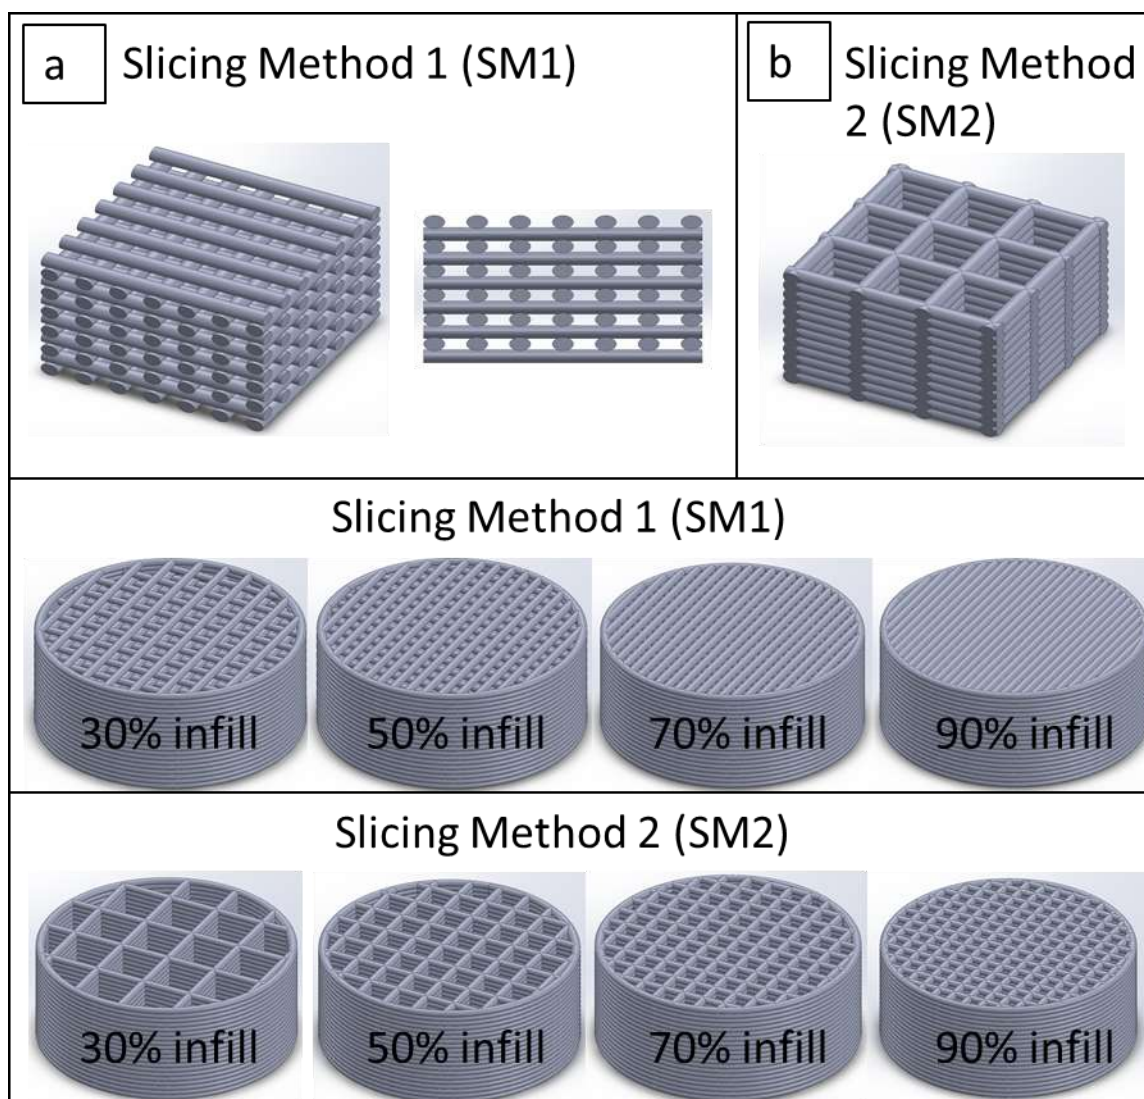 a
Slicing Method 1 (SM1)
b
Slicing Method
2 (SM2)
Slicing Method 1 (SM1)
30% infill
50% infill
70% infill
90% infill
Slicing Method 2 (SM2)
30% infill
50% infill
70% infill
90% infill